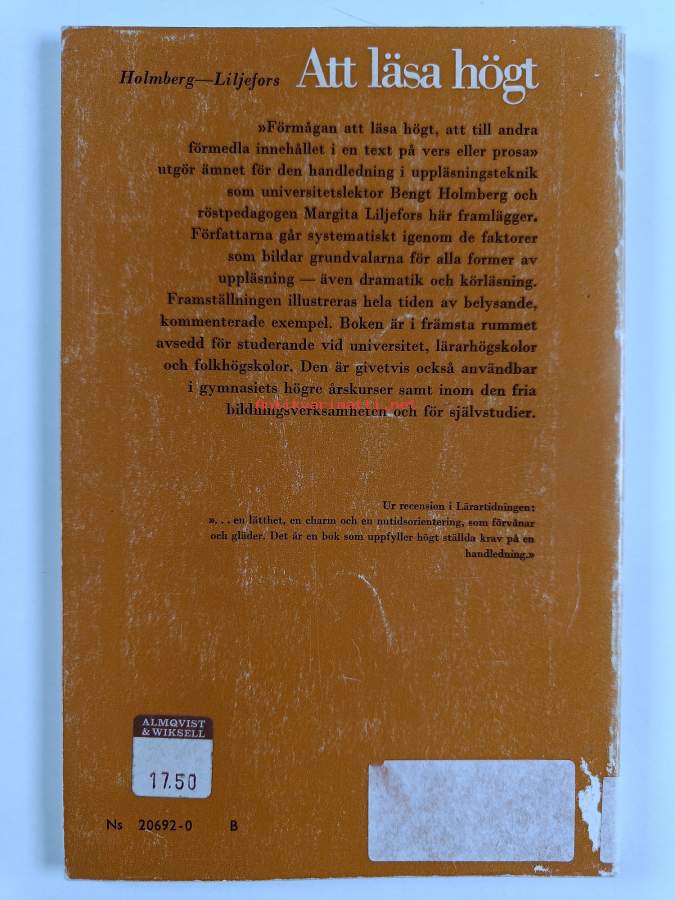 Holmberg—Liljefors Att läsa högt
»Förmågan att läsa högt, att till andra
förmedla innehållet i en text på vers eller prosa»
utgör ämnet för den handledning i uppläsningsteknik
som universitetslektor Bengt Holmberg och
röstpedagogen Margita Liljefors här framlägger.
Författarna går systematiskt igenom de faktorer
som bildar grundvalarna för alla former av
uppläsning — även dramatik och körläsning.
Framställningen illustreras hela tiden av belysande,
kommenterade exempel. Boken är i främsta rummet
avsedd för studerande vid universitet, lärarhögskolor
och folkhögskolor. Den är givetvis också användbar
i gymnasiets högre årskurser samt inom den fria
bildningsverksamheten och för självstudier.
Ur recension i Lärartidningen:
»... en lätthet, en charm och en nutidsorientering, som förvånar
och gläder. Det är en bok som uppfyller högt ställda krav på en
handledning.»
ALMQVIST
& WIKSELL
17.50
Ns 20692-0 B